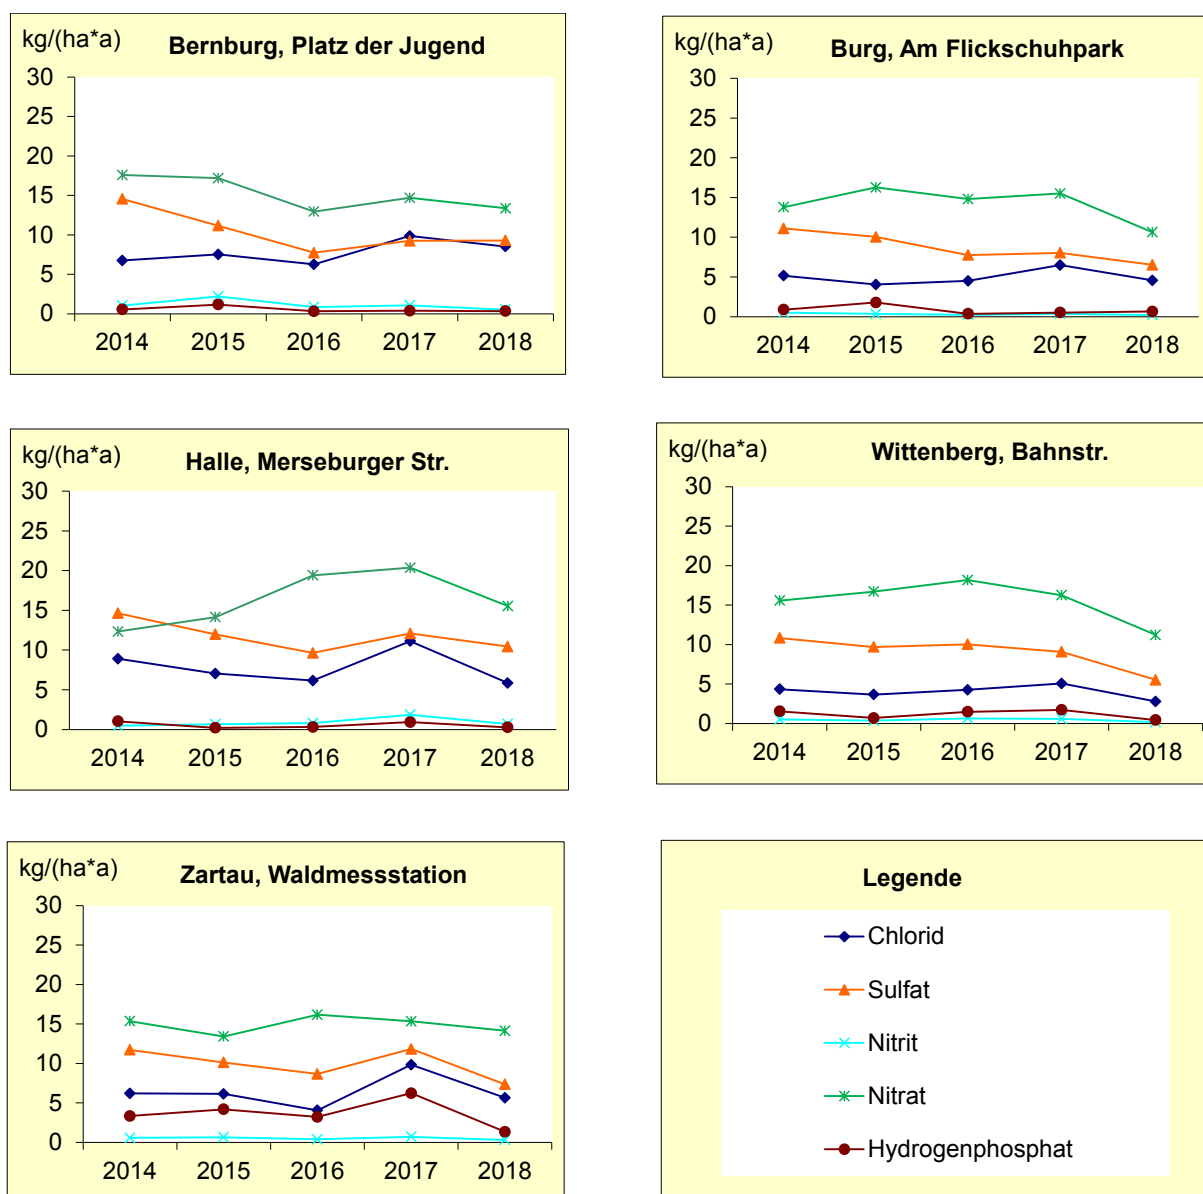 kg/(ha*a)
Bernburg, Platz der Jugend
30
25
20
15
10
5
0
2014 2015 2016 2017 2018
kg/(ha*a)
Burg, Am Flickschuhpark
30
25
20
15
10
5
0
2014 2015 2016 2017 2018
kg/(ha*a)
Halle, Merseburger Str.
30
25
20
15
10
5
0
2014 2015 2016 2017 2018
kg/(ha*a)
Wittenberg, Bahnstr.
30
25
20
15
10
5
0
2014 2015 2016 2017 2018
kg/(ha*a)
Zartau, Waldmessstation
30
25
20
15
10
5
0
2014 2015 2016 2017 2018
Legende
Chlorid
Sulfat
Nitrit
Nitrat
Hydrogenphosphat